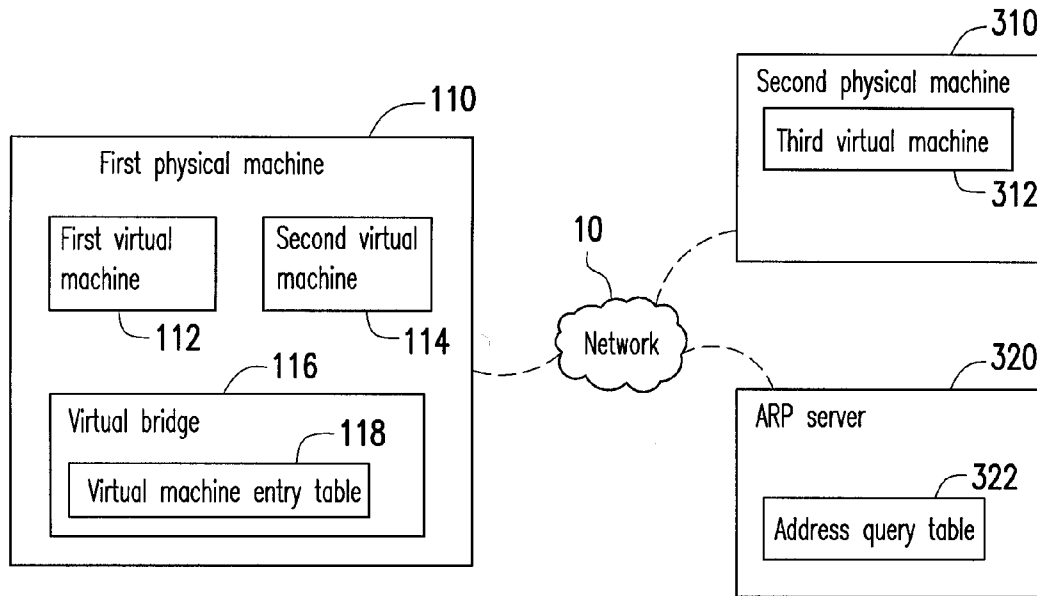 110
First physical machine
First virtual
machine
112
Second virtual
machine
114
116
Virtual bridge
118
Virtual machine entry table
10
Network
310
Second physical machine
Third virtual machine
312
320
ARP server
322
Address query table